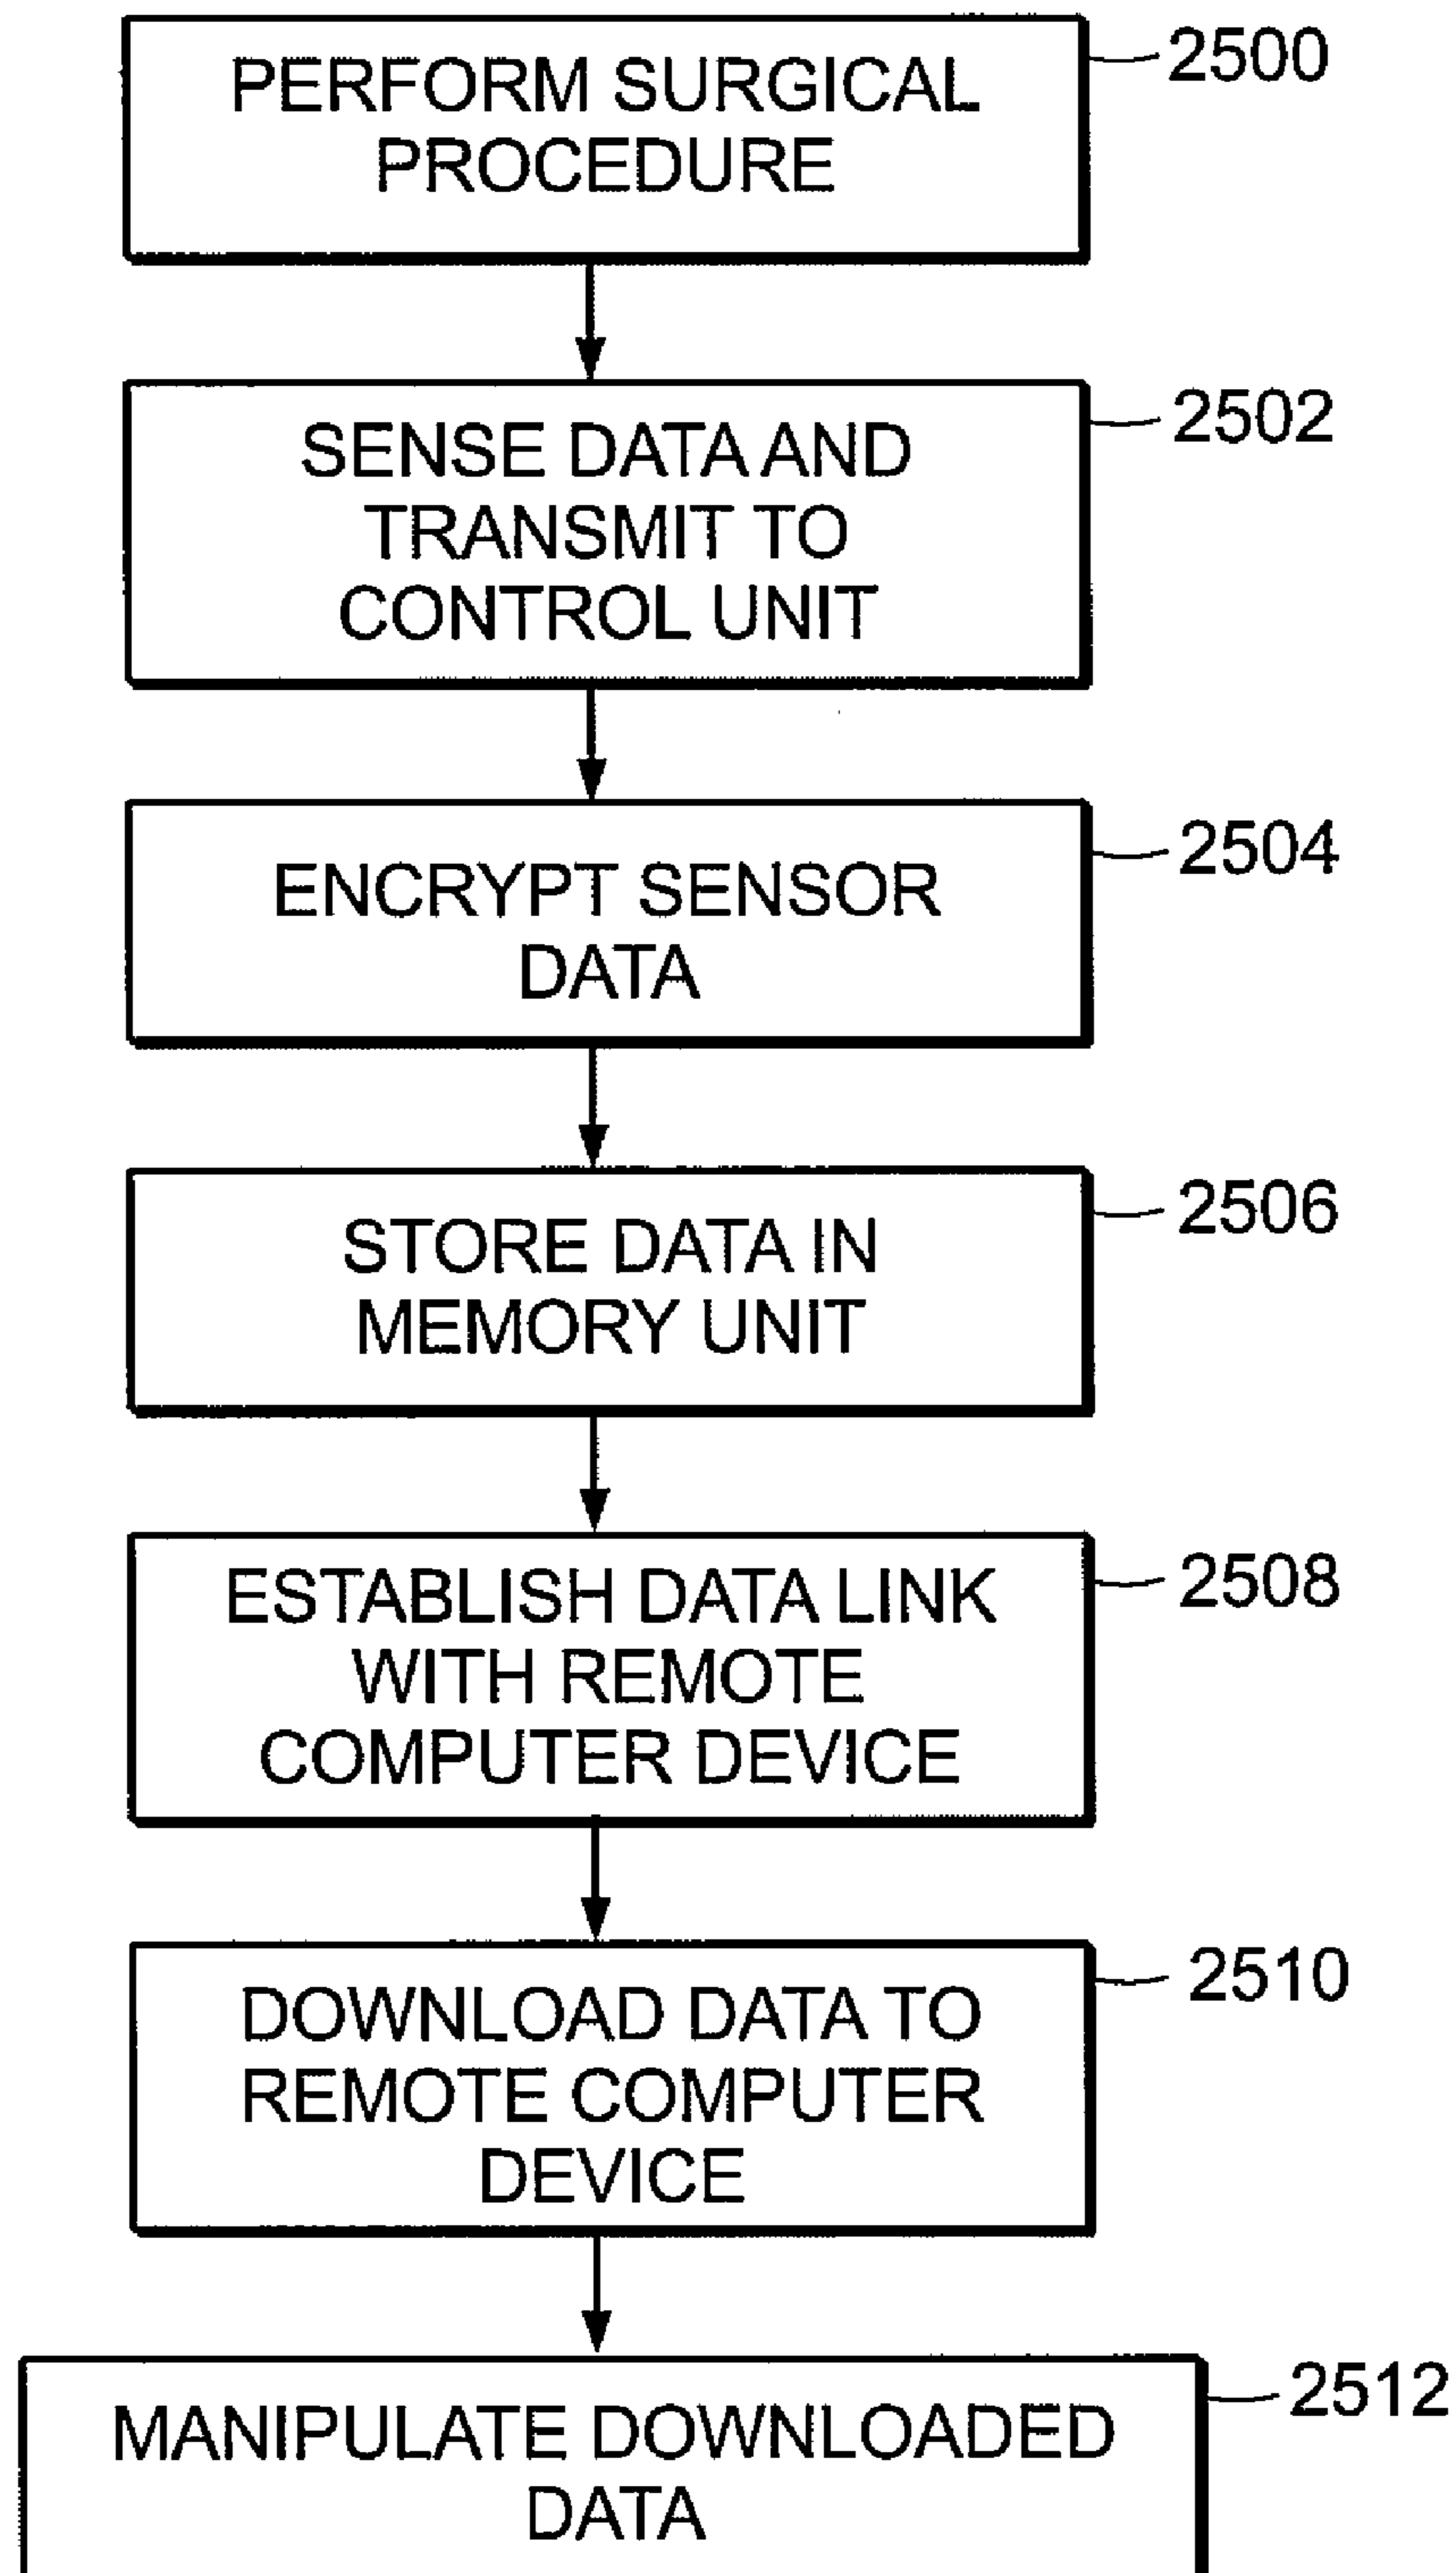 PERFORM SURGICAL
PROCEDURE
2500
SENSE DATA AND
TRANSMIT TO
CONTROL UNIT
2502
ENCRYPT SENSOR
DATA
2504
STORE DATA IN
MEMORY UNIT
2506
ESTABLISH DATA LINK
WITH REMOTE
COMPUTER DEVICE
2508
DOWNLOAD DATA TO
REMOTE COMPUTER
DEVICE
2510
MANIPULATE DOWNLOADED
DATA
2512